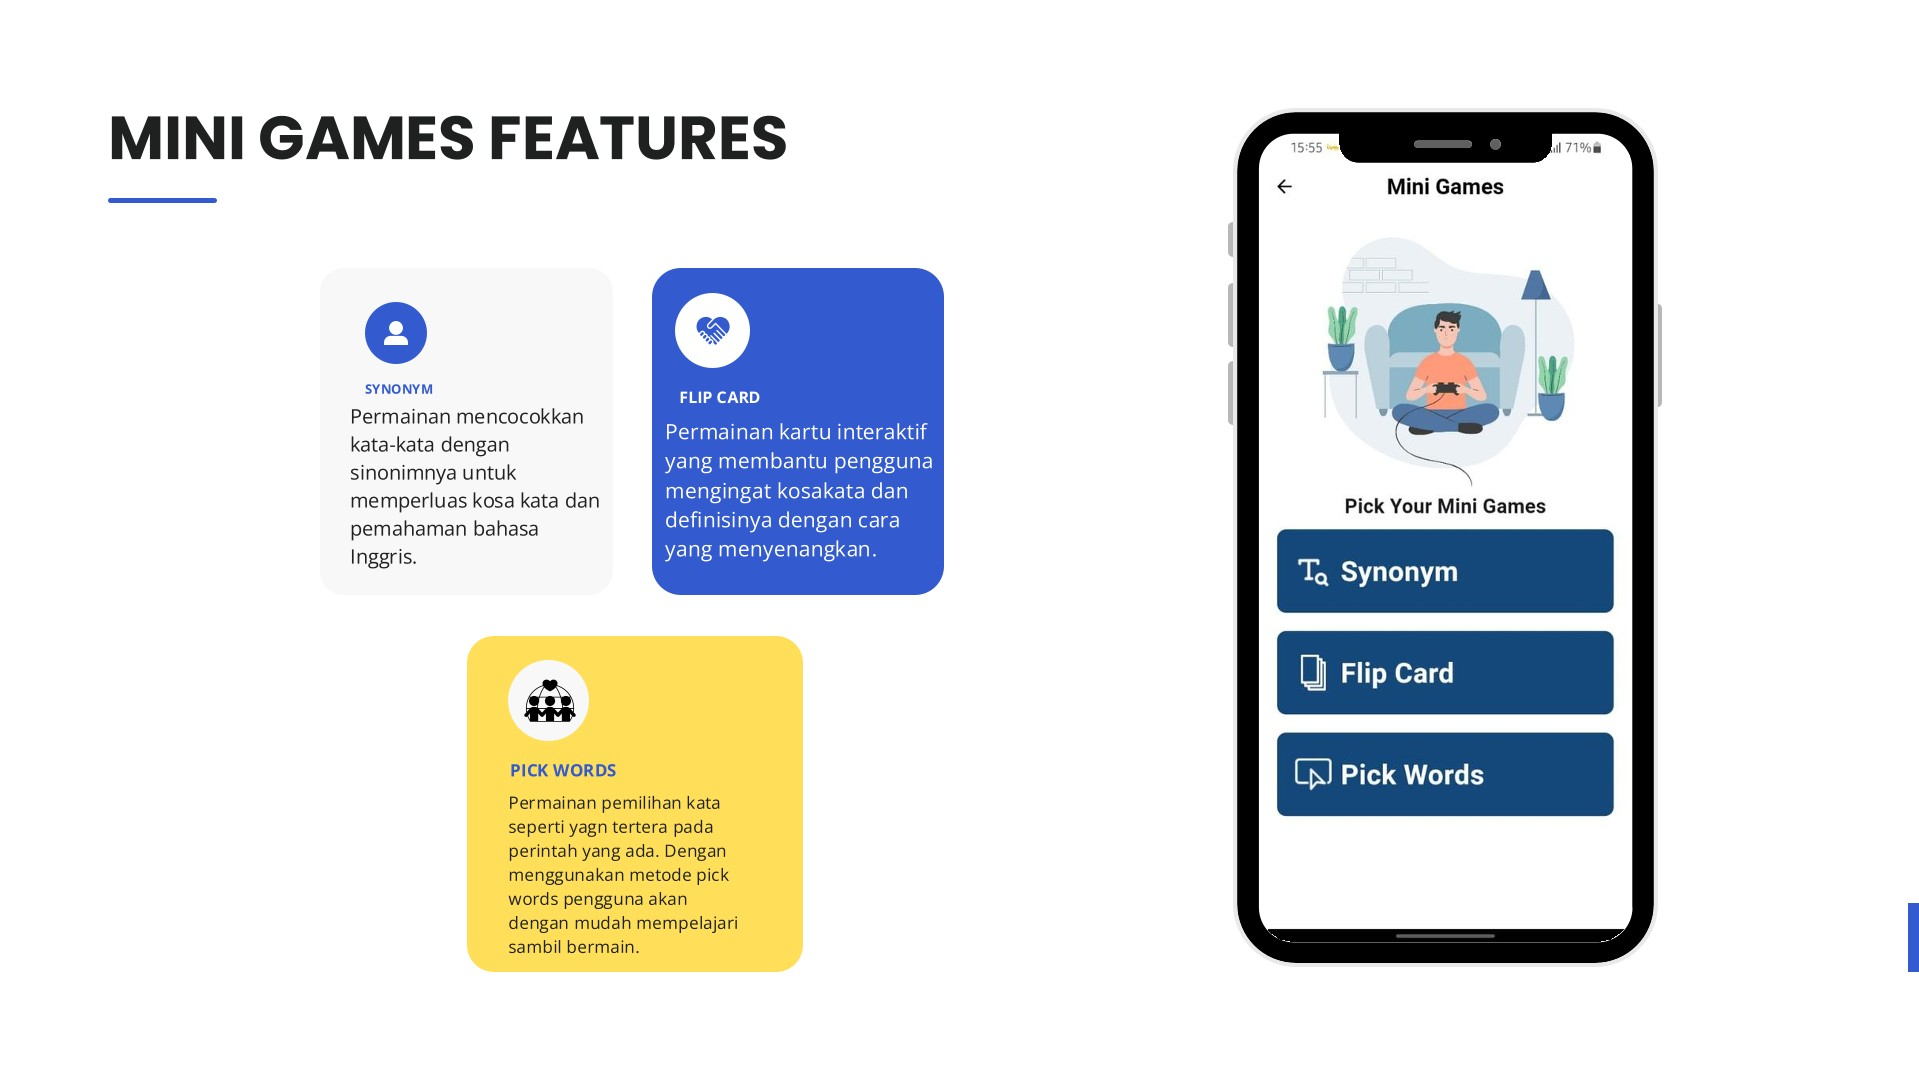 MINI GAMES FEATURES
SYNONYM
Permainan mencocokkan
kata-kata dengan
sinonimnya untuk
memperluas kosa kata dan
pemahaman bahasa
Inggris.
FLIP CARD
Permainan kartu interaktif
yang membantu pengguna
mengingat kosakata dan
definisinya dengan cara
yang menyenangkan.
PICK WORDS
Permainan pemilihan kata
seperti yagn tertera pada
perintah yang ada. Dengan
menggunakan metode pick
words pengguna akan
dengan mudah mempelajari
sambil bermain.
15:55
71%
Mini Games
Pick Your Mini Games
Synonym
Flip Card
Pick Words